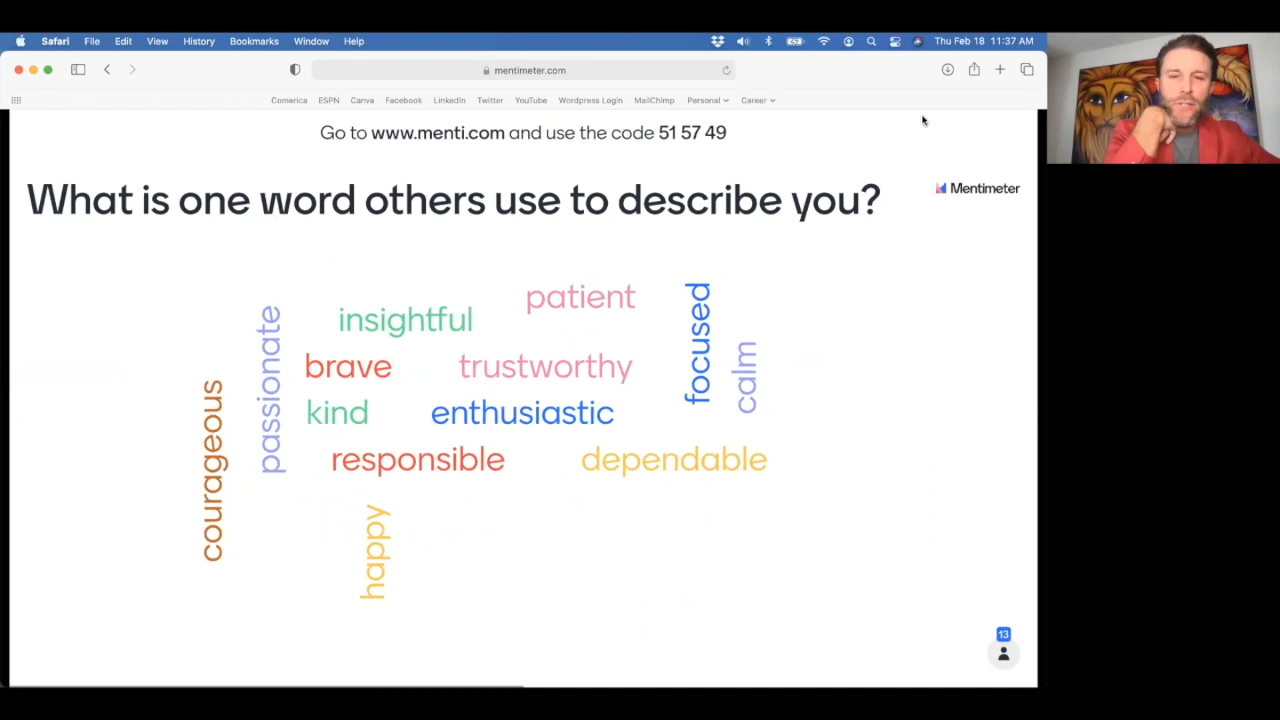 Safari File Edit View History Bookmarks Window Help Thu Feb 18 11:37 AM
mentimeter.com
Comerica ESPN Canva Facebook LinkedIn Twitter YouTube Wordpress Login MailChimp Personal Career
Go to www.menti.com and use the code 51 57 49
What is one word others use to describe you?
Mentimeter
patient
insightful
focused
passionate
calm
brave
trustworthy
kind
enthusiastic
courageous
responsible
dependable
happy
13